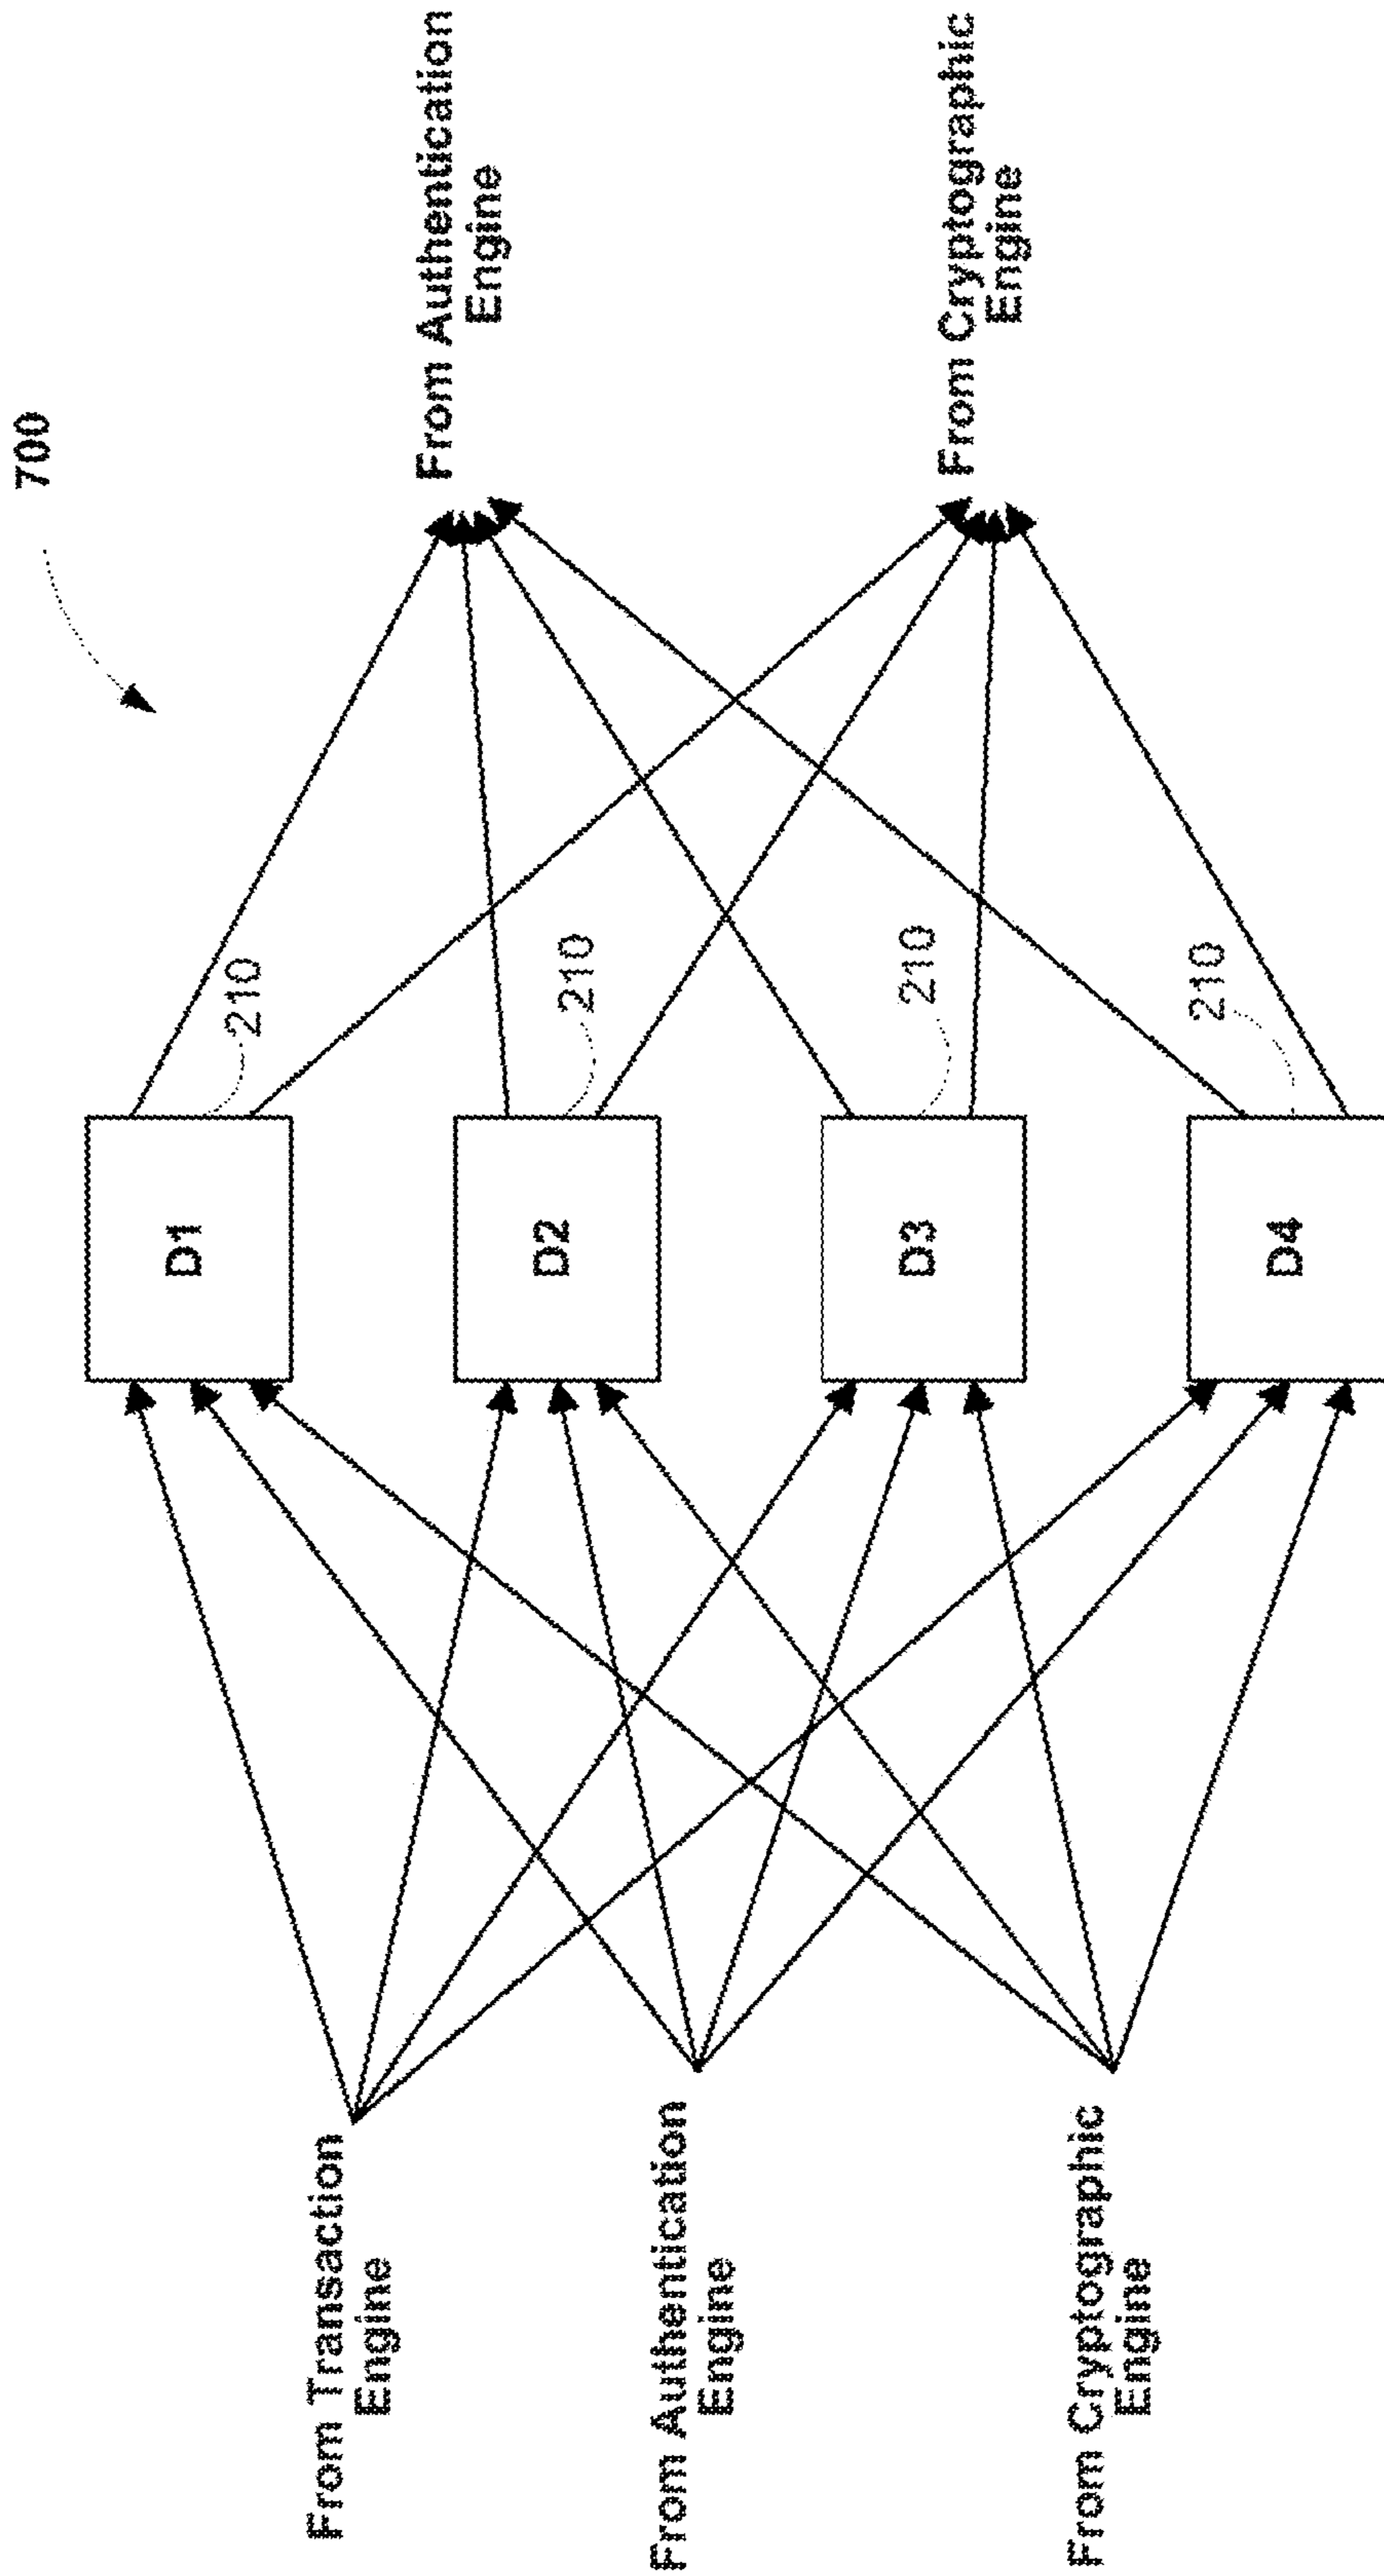 700
From Transaction
Engine
From Authentication
Engine
From Cryptographic
Engine
D1
210
D2
210
D3
210
D4
210
From Authentication
Engine
From Cryptographic
Engine